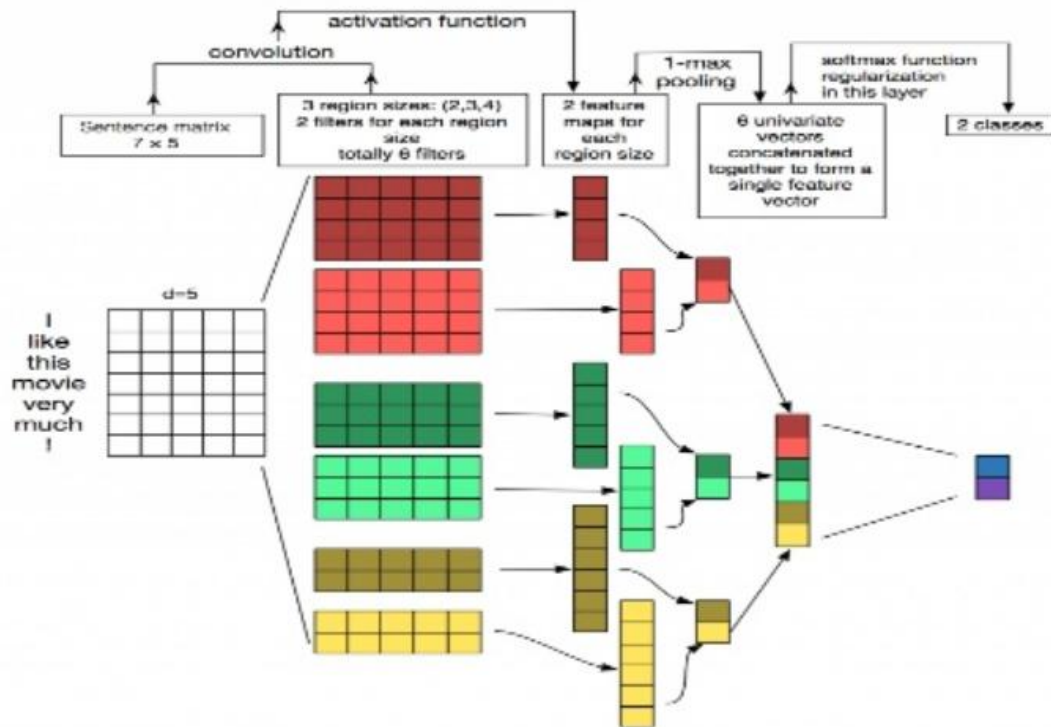 activation function
convolution
1-max
pooling
softmax function
regularization
in this layer
Sentence matrix
7 × 5
3 region sizes: (2,3,4)
2 filters for each region
size
totally 6 filters
2 feature
maps for
each
region size
6 univariate
vectors
concatenated
together to form a
single feature
vector
2 classes
d=5
I
like
this
movie
very
much
!